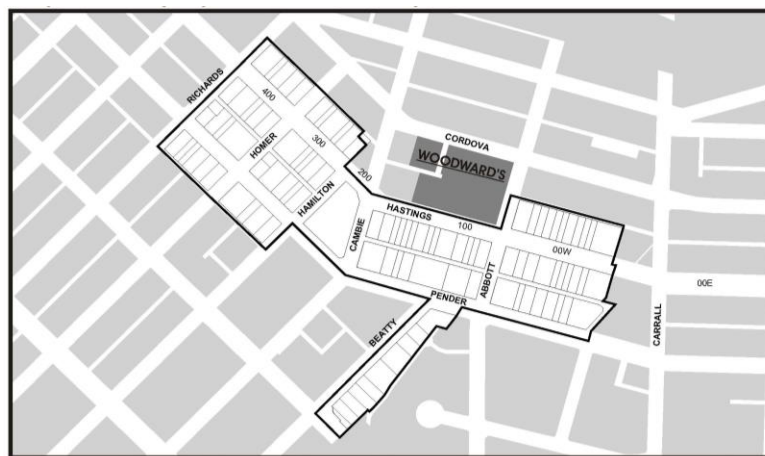 RICHARDS
400
HOMER
300
HAMILTON
200
CORDOVA
WOODWARD'S
HASTINGS
100
CAMBIE
ABBOTT
00W
00E
PENDER
BEATTY
CARRALL